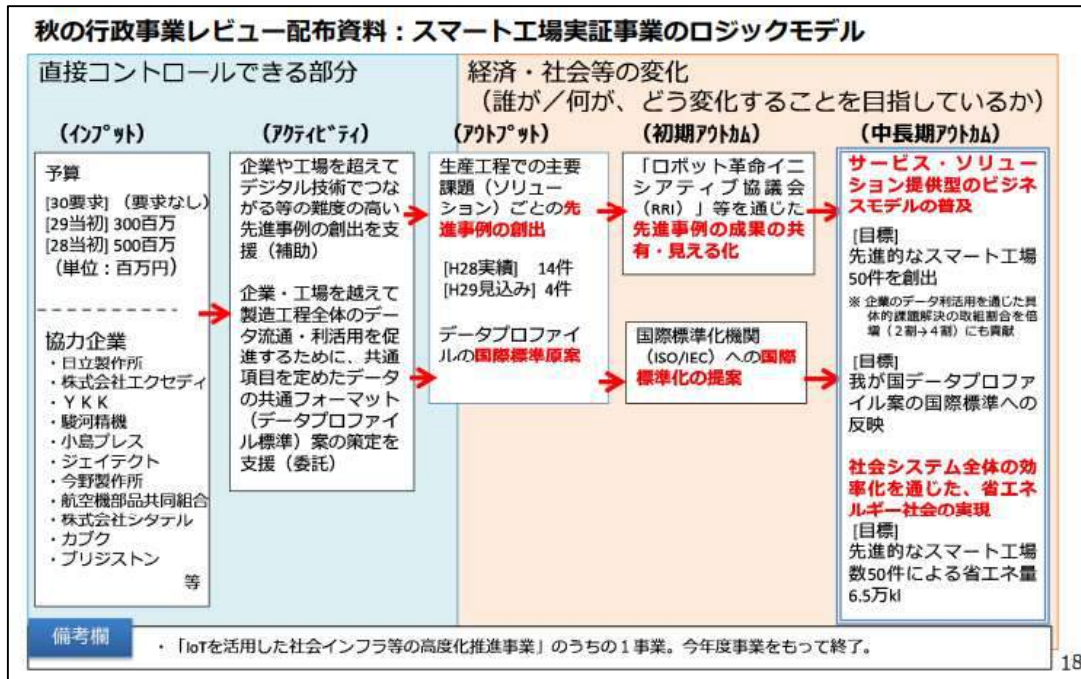 秋の行政事業レビュー配布資料：スマート工場実証事業のロジックモデル
直接コントロールできる部分
経済・社会等の変化
（誰が／何が、どう変化することを目指しているか）
（ｲﾝﾌﾟｯﾄ）
予算
[30要求] （要求なし）
[29当初] 300百万
[28当初] 500百万
（単位：百万円）
協力企業
・日立製作所
・株式会社エクセディ
・ＹＫＫ
・駿河精機
・小島プレス
・ジェイテクト
・今野製作所
・航空機部品共同組合
・株式会社シタテル
・カブク
・ブリジストン
等
（ｱｸﾃｨﾋﾞﾃｨ）
企業や工場を超えて
デジタル技術でつな
がる等の難度の高い
先進事例の創出を支
援（補助）
企業・工場を越えて
製造工程全体のデー
タ流通・利活用を促
進するために、共通
項目を定めたデータ
の共通フォーマット
（データプロファイ
ル標準）案の策定を
支援（委託）
（ｱｳﾄﾌﾟｯﾄ）
生産工程での主要
課題（ソリュー
ション）ごとの先
進事例の創出
[H28実績] 14件
[H29見込み] 4件
データプロファイ
ルの国際標準原案
（初期ｱｳﾄｶﾑ）
「ロボット革命イニ
シアティブ協議会
（RRI）」等を通じた
先進事例の成果の共
有・見える化
国際標準化機関
（ISO/IEC）への国際
標準化の提案
（中長期ｱｳﾄｶﾑ）
サービス・ソリュー
ション提供型のビジネ
スモデルの普及
[目標]
先進的なスマート工場
50件を創出
※ 企業のデータ利用を通じた具
体的課題解決の取組割合を倍
増（２割→４割）にも貢献
[目標]
我が国データプロファ
イル案の国際標準への
反映
社会システム全体の効
率化を通じた、省エネ
ルギー社会の実現
[目標]
先進的なスマート工場
数50件による省エネ量
6.5万kl
備考欄
・「IoTを活用した社会インフラ等の高度化推進事業」のうちの１事業。今年度事業をもって終了。
18